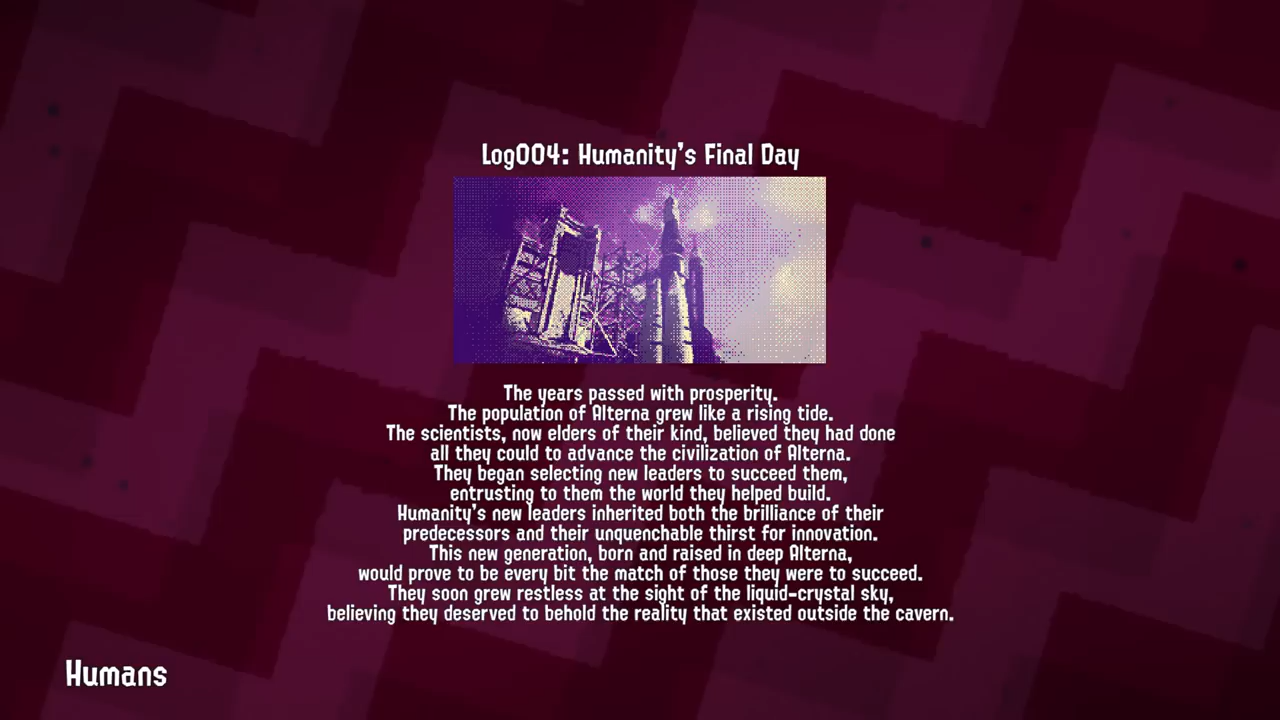 Log004: Humanity's Final Day
The years passed with prosperity.
The population of Alterna grew like a rising tide.
The scientists, now elders of their kind, believed they had done
all they could to advance the civilization of Alterna.
They began selecting new leaders to succeed them,
entrusting to them the world they helped build.
Humanity's new leaders inherited both the brilliance of their
predecessors and their unquenchable thirst for innovation.
This new generation, born and raised in deep Alterna,
would prove to be every bit the match of those they were to succeed.
They soon grew restless at the sight of the liquid-crystal sky,
believing they deserved to behold the reality that existed outside the cavern.
Humans